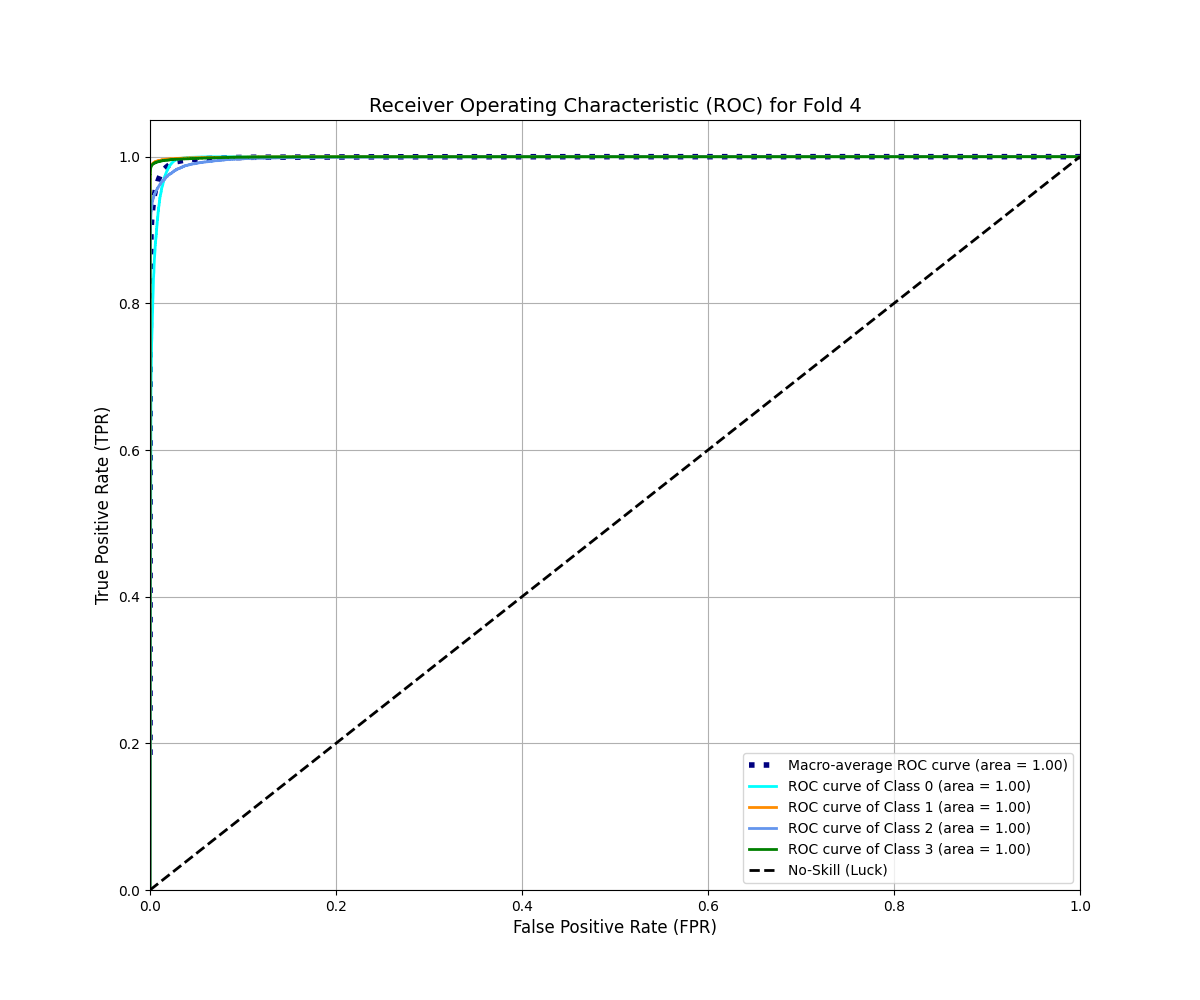 Receiver Operating Characteristic (ROC) for Fold 4
True Positive Rate (TPR)
1.0
0.8
0.6
0.4
0.2
0.0
0.0 0.2 0.4 0.6 0.8 1.0
False Positive Rate (FPR)
Macro-average ROC curve (area = 1.00)
ROC curve of Class 0 (area = 1.00)
ROC curve of Class 1 (area = 1.00)
ROC curve of Class 2 (area = 1.00)
ROC curve of Class 3 (area = 1.00)
No-Skill (Luck)